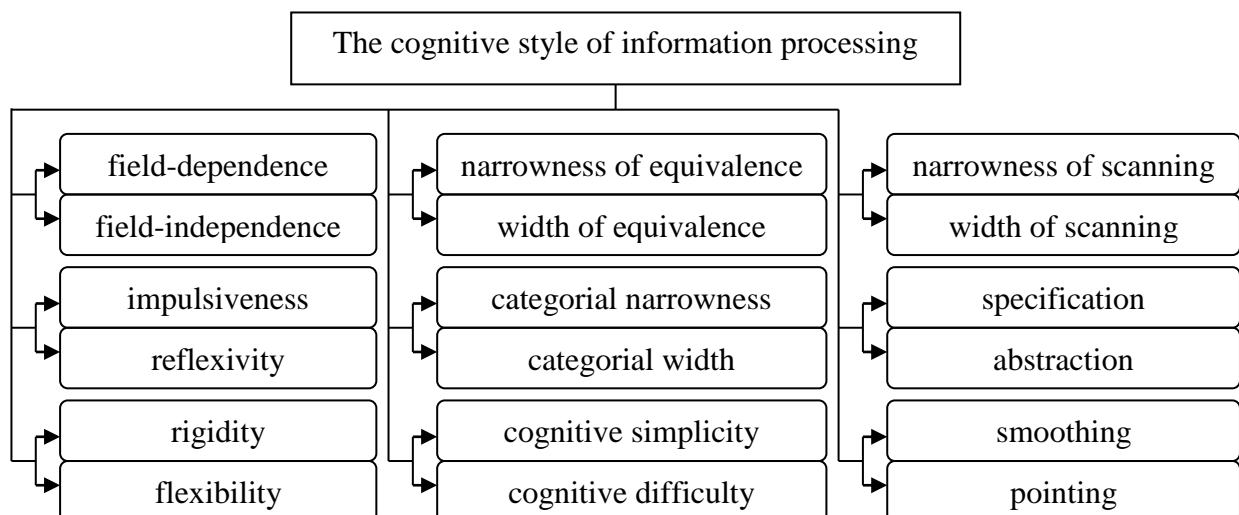 The cognitive style of information processing
field-dependence
field-independence
impulsiveness
reflexivity
rigidity
flexibility
narrowness of equivalence
width of equivalence
categorial narrowness
categorial width
cognitive simplicity
cognitive difficulty
narrowness of scanning
width of scanning
specification
abstraction
smoothing
pointing